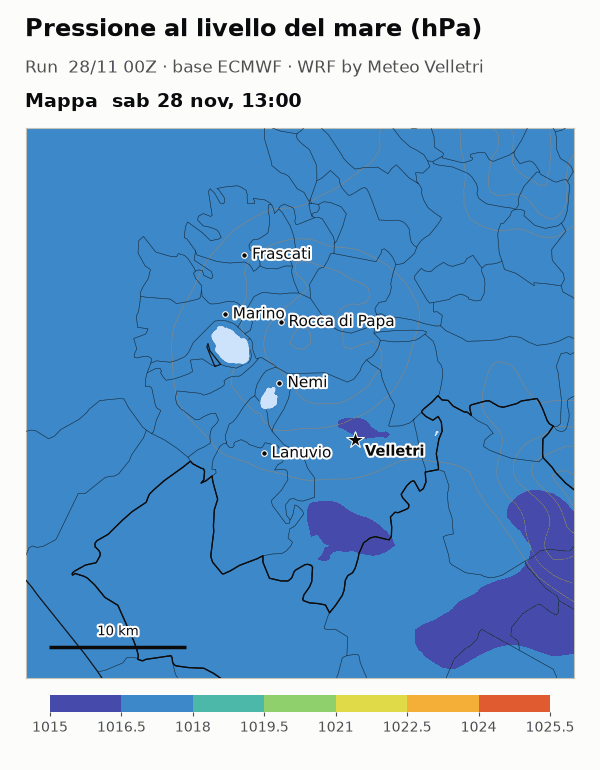 Pressione al livello del mare (hPa)
Run  28/11 00Z · base ECMWF · WRF by Meteo Velletri
Mappa  sab 28 nov, 13:00
Frascati
Marino
Rocca di Papa
Nemi
Velletri
Lanuvio
10 km
1015 1016.5 1018 1019.5 1021 1022.5 1024 1025.5